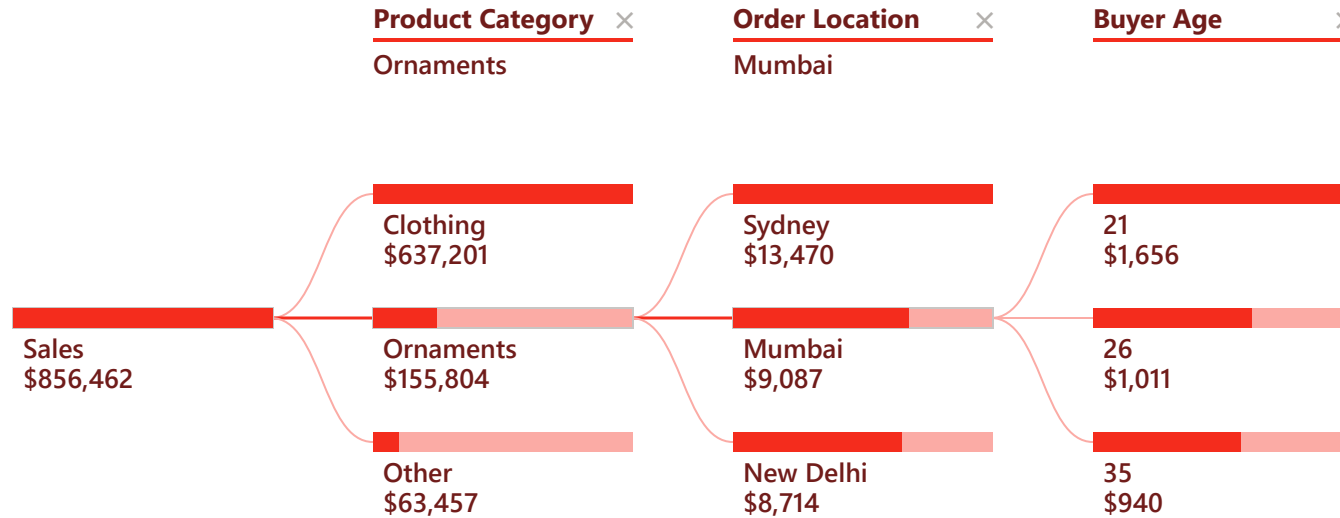 Product Category
Order Location
Buyer Age
Ornaments
Mumbai
Clothing
$637,201
Sydney
$13,470
21
$1,656
Sales
$856,462
Ornaments
$155,804
Mumbai
$9,087
26
$1,011
Other
$63,457
New Delhi
$8,714
35
$940